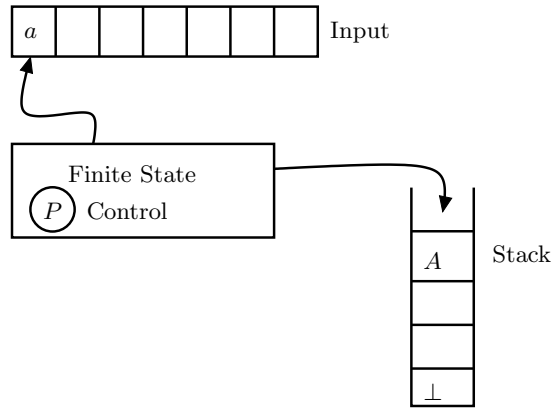 a
Input
Finite State
P Control
A
Stack
⊥